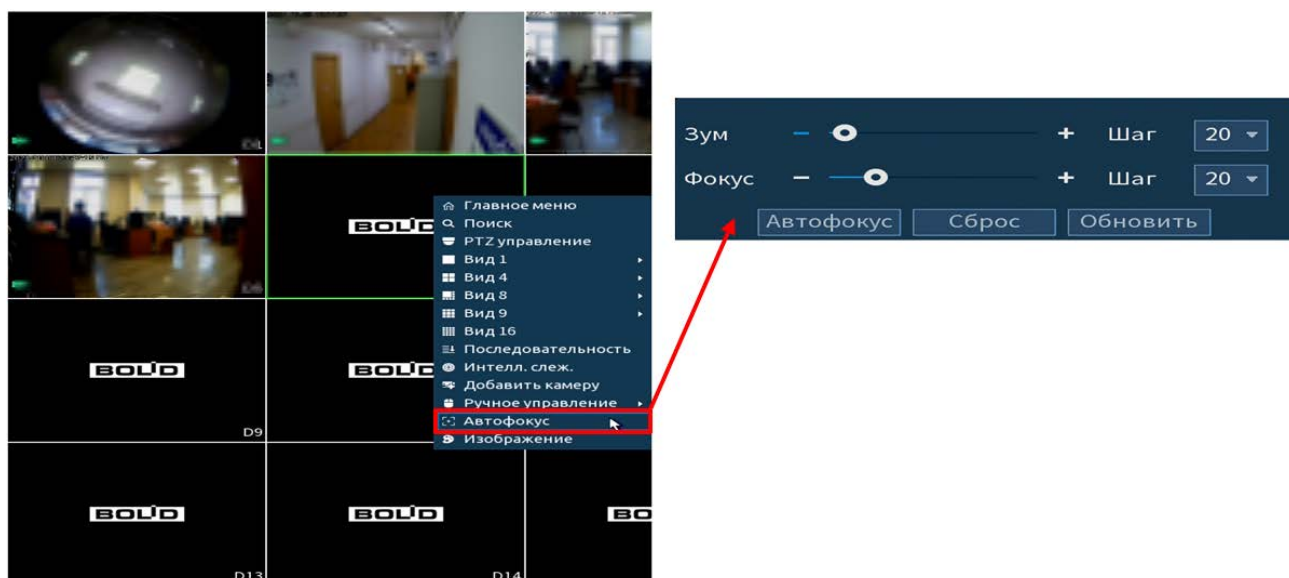 D1
D6
BOLID
Главное меню
Поиск
PTZ управление
Вид 1
Вид 4
Вид 8
Вид 9
Вид 16
Последовательность
Интелл. слеж.
Добавить камеру
Ручное управление
Автофокус
Изображение
BOLID
D9
BOLID
BOLID
D13
BOLID
D14
BO
Зум - + Шаг 20
Фокус - + Шаг 20
Автофокус Сброс Обновить